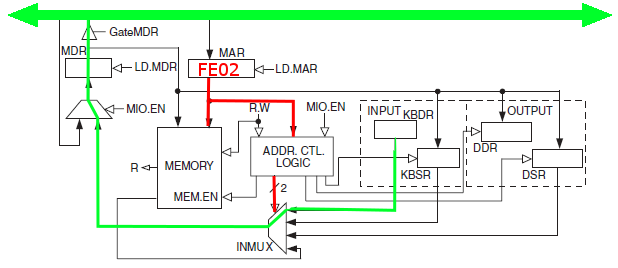 GateMDR
MDR
MAR
LD.MDR
FE02
LD.MAR
MIO.EN
R.W
MIO.EN
INPUT
KBDR
OUTPUT
DDR
R
MEMORY
ADDR. CTL.
LOGIC
KBSR
DSR
MEM.EN
2
INMUX